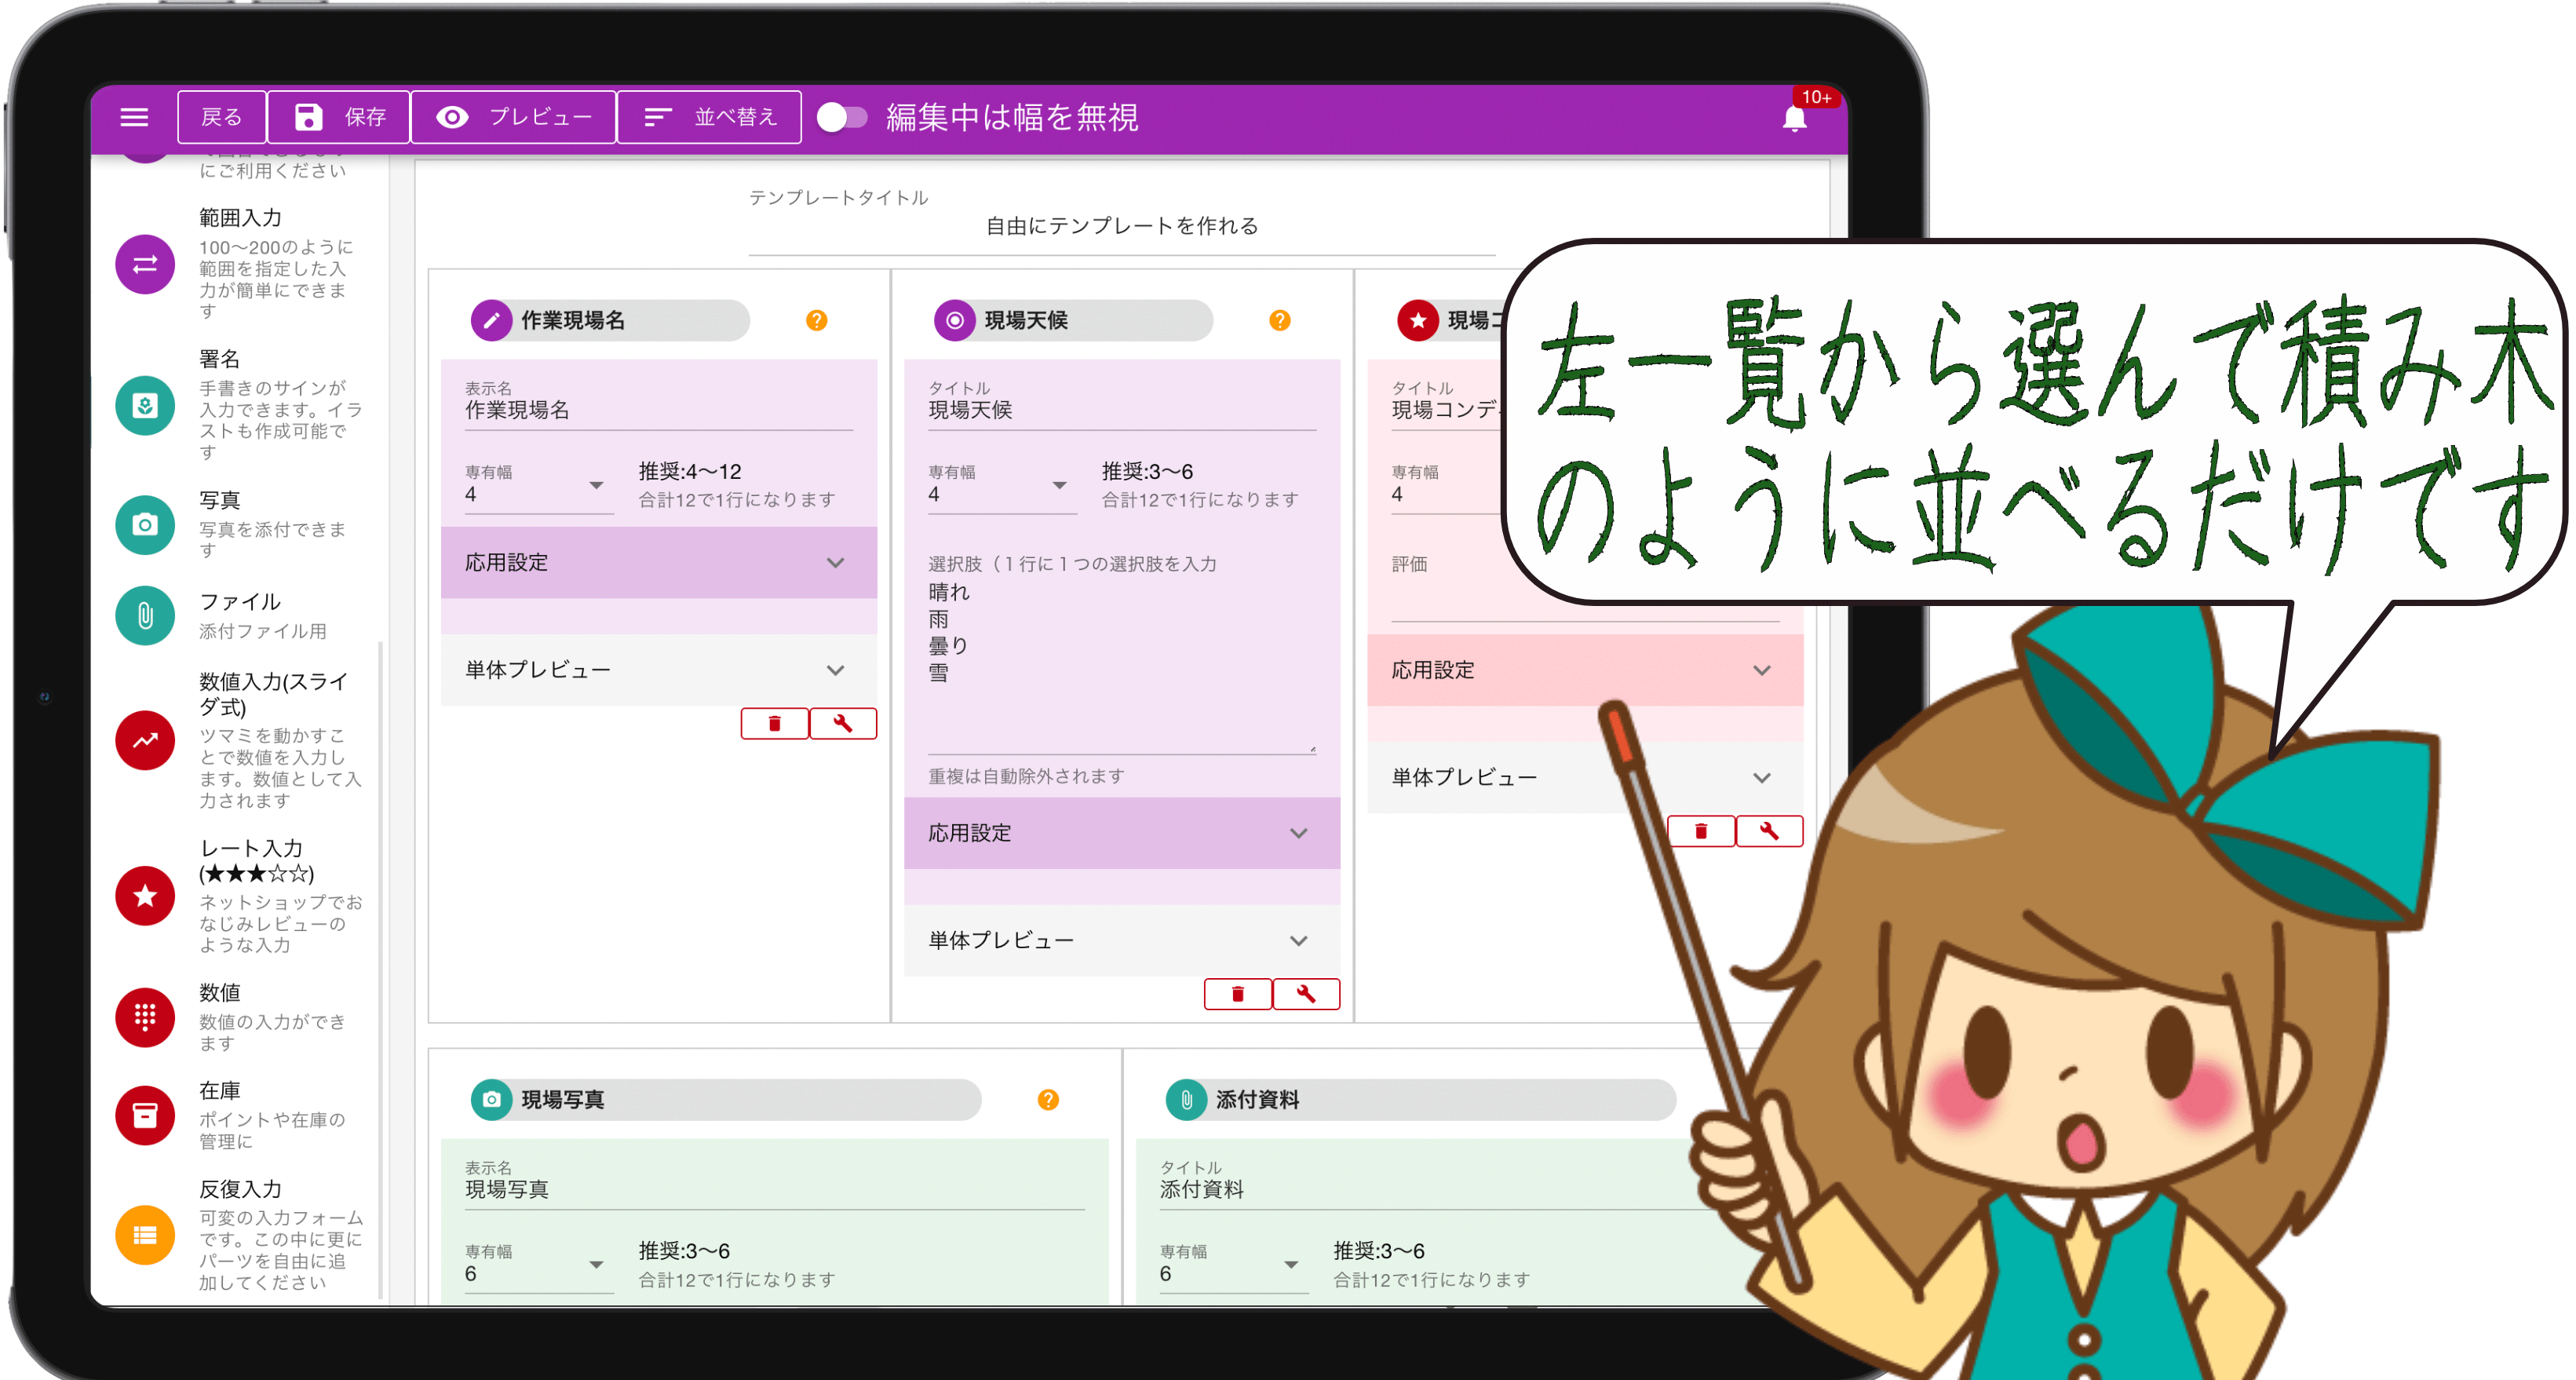 戻る
保存
プレビュー
並べ替え
編集中は幅を無視
10+
にご利用ください
範囲入力
100〜200のように
範囲を指定した入
力が簡単にできま
す
署名
手書きのサインが
入力できます。イラ
ストも作成可能で
す
写真
写真を添付できま
す
ファイル
添付ファイル用
数値入力(スライ
ダ式)
ツマミを動かすこ
とで数値を入力し
ます。数値として入
力されます
レート入力
(★★★☆☆)
ネットショップでお
なじみレビューの
ような入力
数値
数値の入力ができ
ます
在庫
ポイントや在庫の
管理に
反復入力
可変の入力フォーム
です。この中に更に
パーツを自由に追
加してください
テンプレートタイトル
自由にテンプレートを作れる
作業現場名
表示名
作業現場名
専有幅
4
推奨:4〜12
合計12で1行になります
応用設定
単体プレビュー
現場天候
タイトル
現場天候
専有幅
4
推奨:3〜6
合計12で1行になります
選択肢（１行に１つの選択肢を入力
晴れ
雨
曇り
雪
重複は自動除外されます
応用設定
単体プレビュー
現場コ
タイトル
現場コンデ
専有幅
4
評価
応用設定
単体プレビュー
左一覧から選んで積み木
のように並べるだけです
現場写真
表示名
現場写真
専有幅
6
推奨:3〜6
合計12で1行になります
添付資料
タイトル
添付資料
専有幅
6
推奨:3〜6
合計12で1行になります